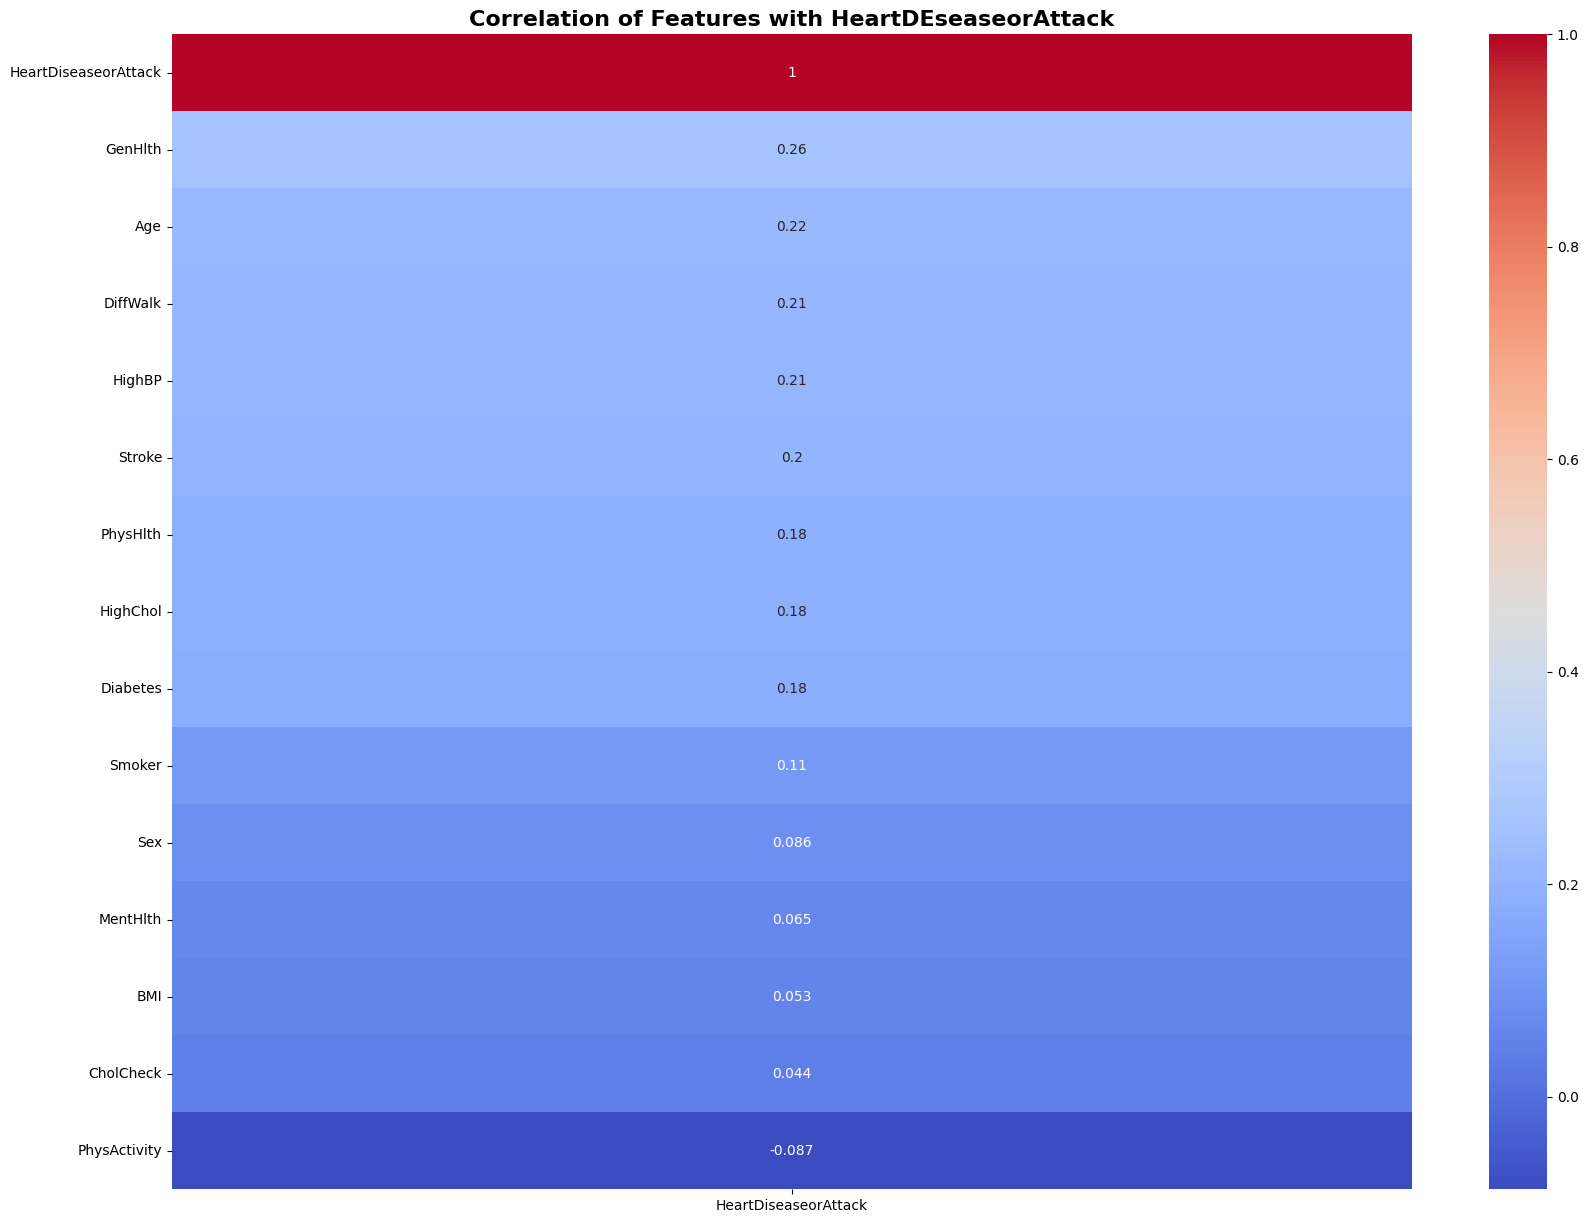 Correlation of Features with HeartDEseaseorAttack
HeartDiseaseorAttack 1
GenHlth 0.26
Age 0.22
DiffWalk 0.21
HighBP 0.21
Stroke 0.2
PhysHlth 0.18
HighChol 0.18
Diabetes 0.18
Smoker 0.11
Sex 0.086
MentHlth 0.065
BMI 0.053
CholCheck 0.044
PhysActivity -0.087
HeartDiseaseorAttack
1.0
0.8
0.6
0.4
0.2
0.0